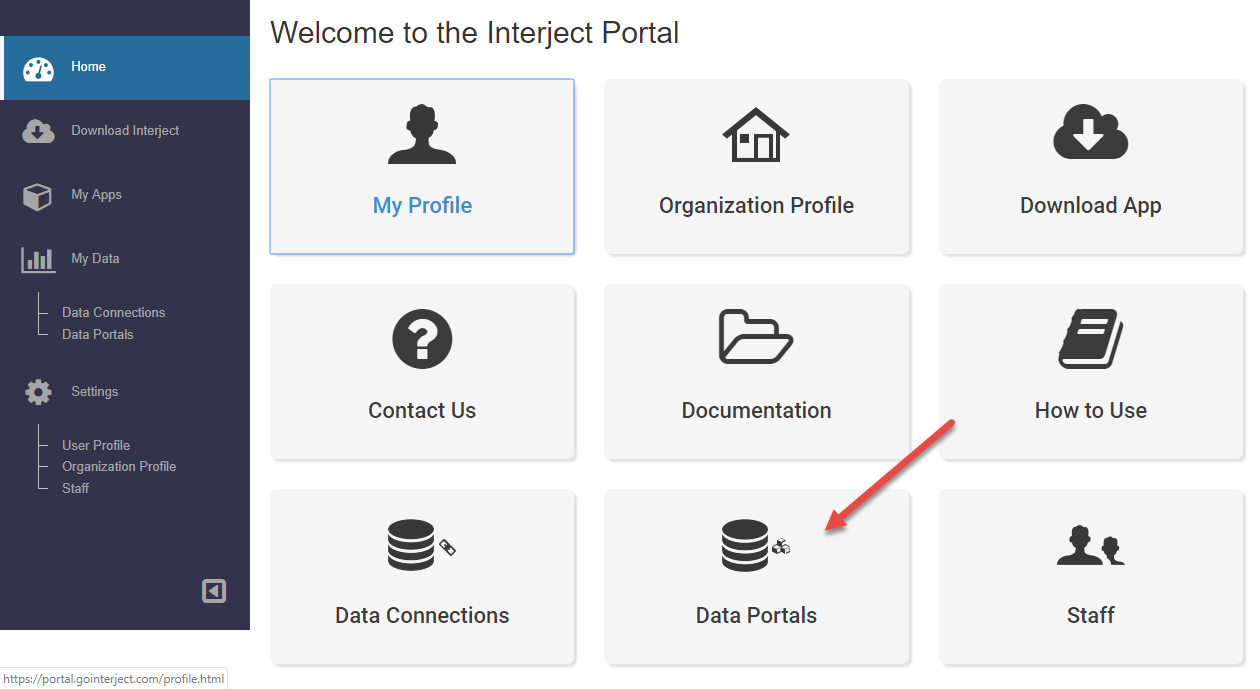 Home
Download Interject
My Apps
My Data
Data Connections
Data Portals
Settings
User Profile
Organization Profile
Staff
https://portal.gointerject.com/profile.html
Welcome to the Interject Portal
My Profile
Organization Profile
Download App
Contact Us
Documentation
How to Use
Data Connections
Data Portals
Staff